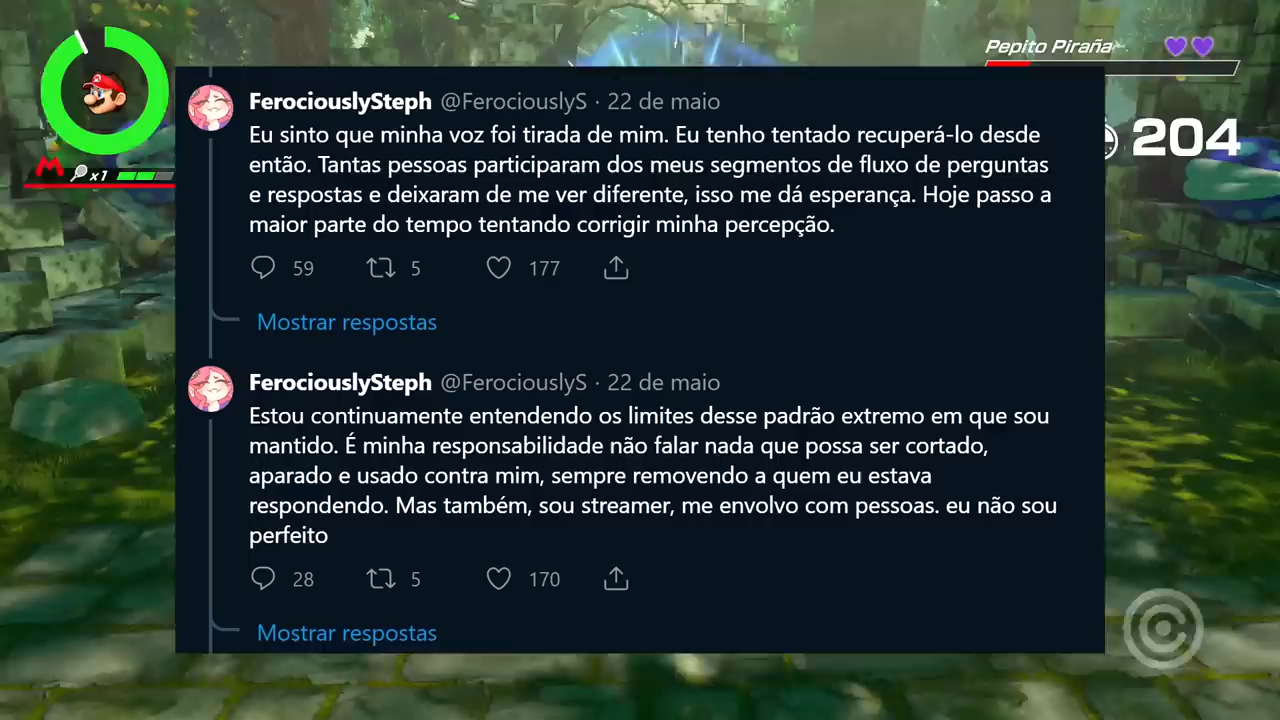 Pepito Piraña
204
x1
FerociouslySteph @FerociouslyS · 22 de maio
Eu sinto que minha voz foi tirada de mim. Eu tenho tentado recuperá-lo desde
então. Tantas pessoas participaram dos meus segmentos de fluxo de perguntas
e respostas e deixaram de me ver diferente, isso me dá esperança. Hoje passo a
maior parte do tempo tentando corrigir minha percepção.
59 5 177
Mostrar respostas
FerociouslySteph @FerociouslyS · 22 de maio
Estou continuamente entendendo os limites desse padrão extremo em que sou
mantido. É minha responsabilidade não falar nada que possa ser cortado,
aparado e usado contra mim, sempre removendo a quem eu estava
respondendo. Mas também, sou streamer, me envolvo com pessoas. eu não sou
perfeito
28 5 170
Mostrar respostas